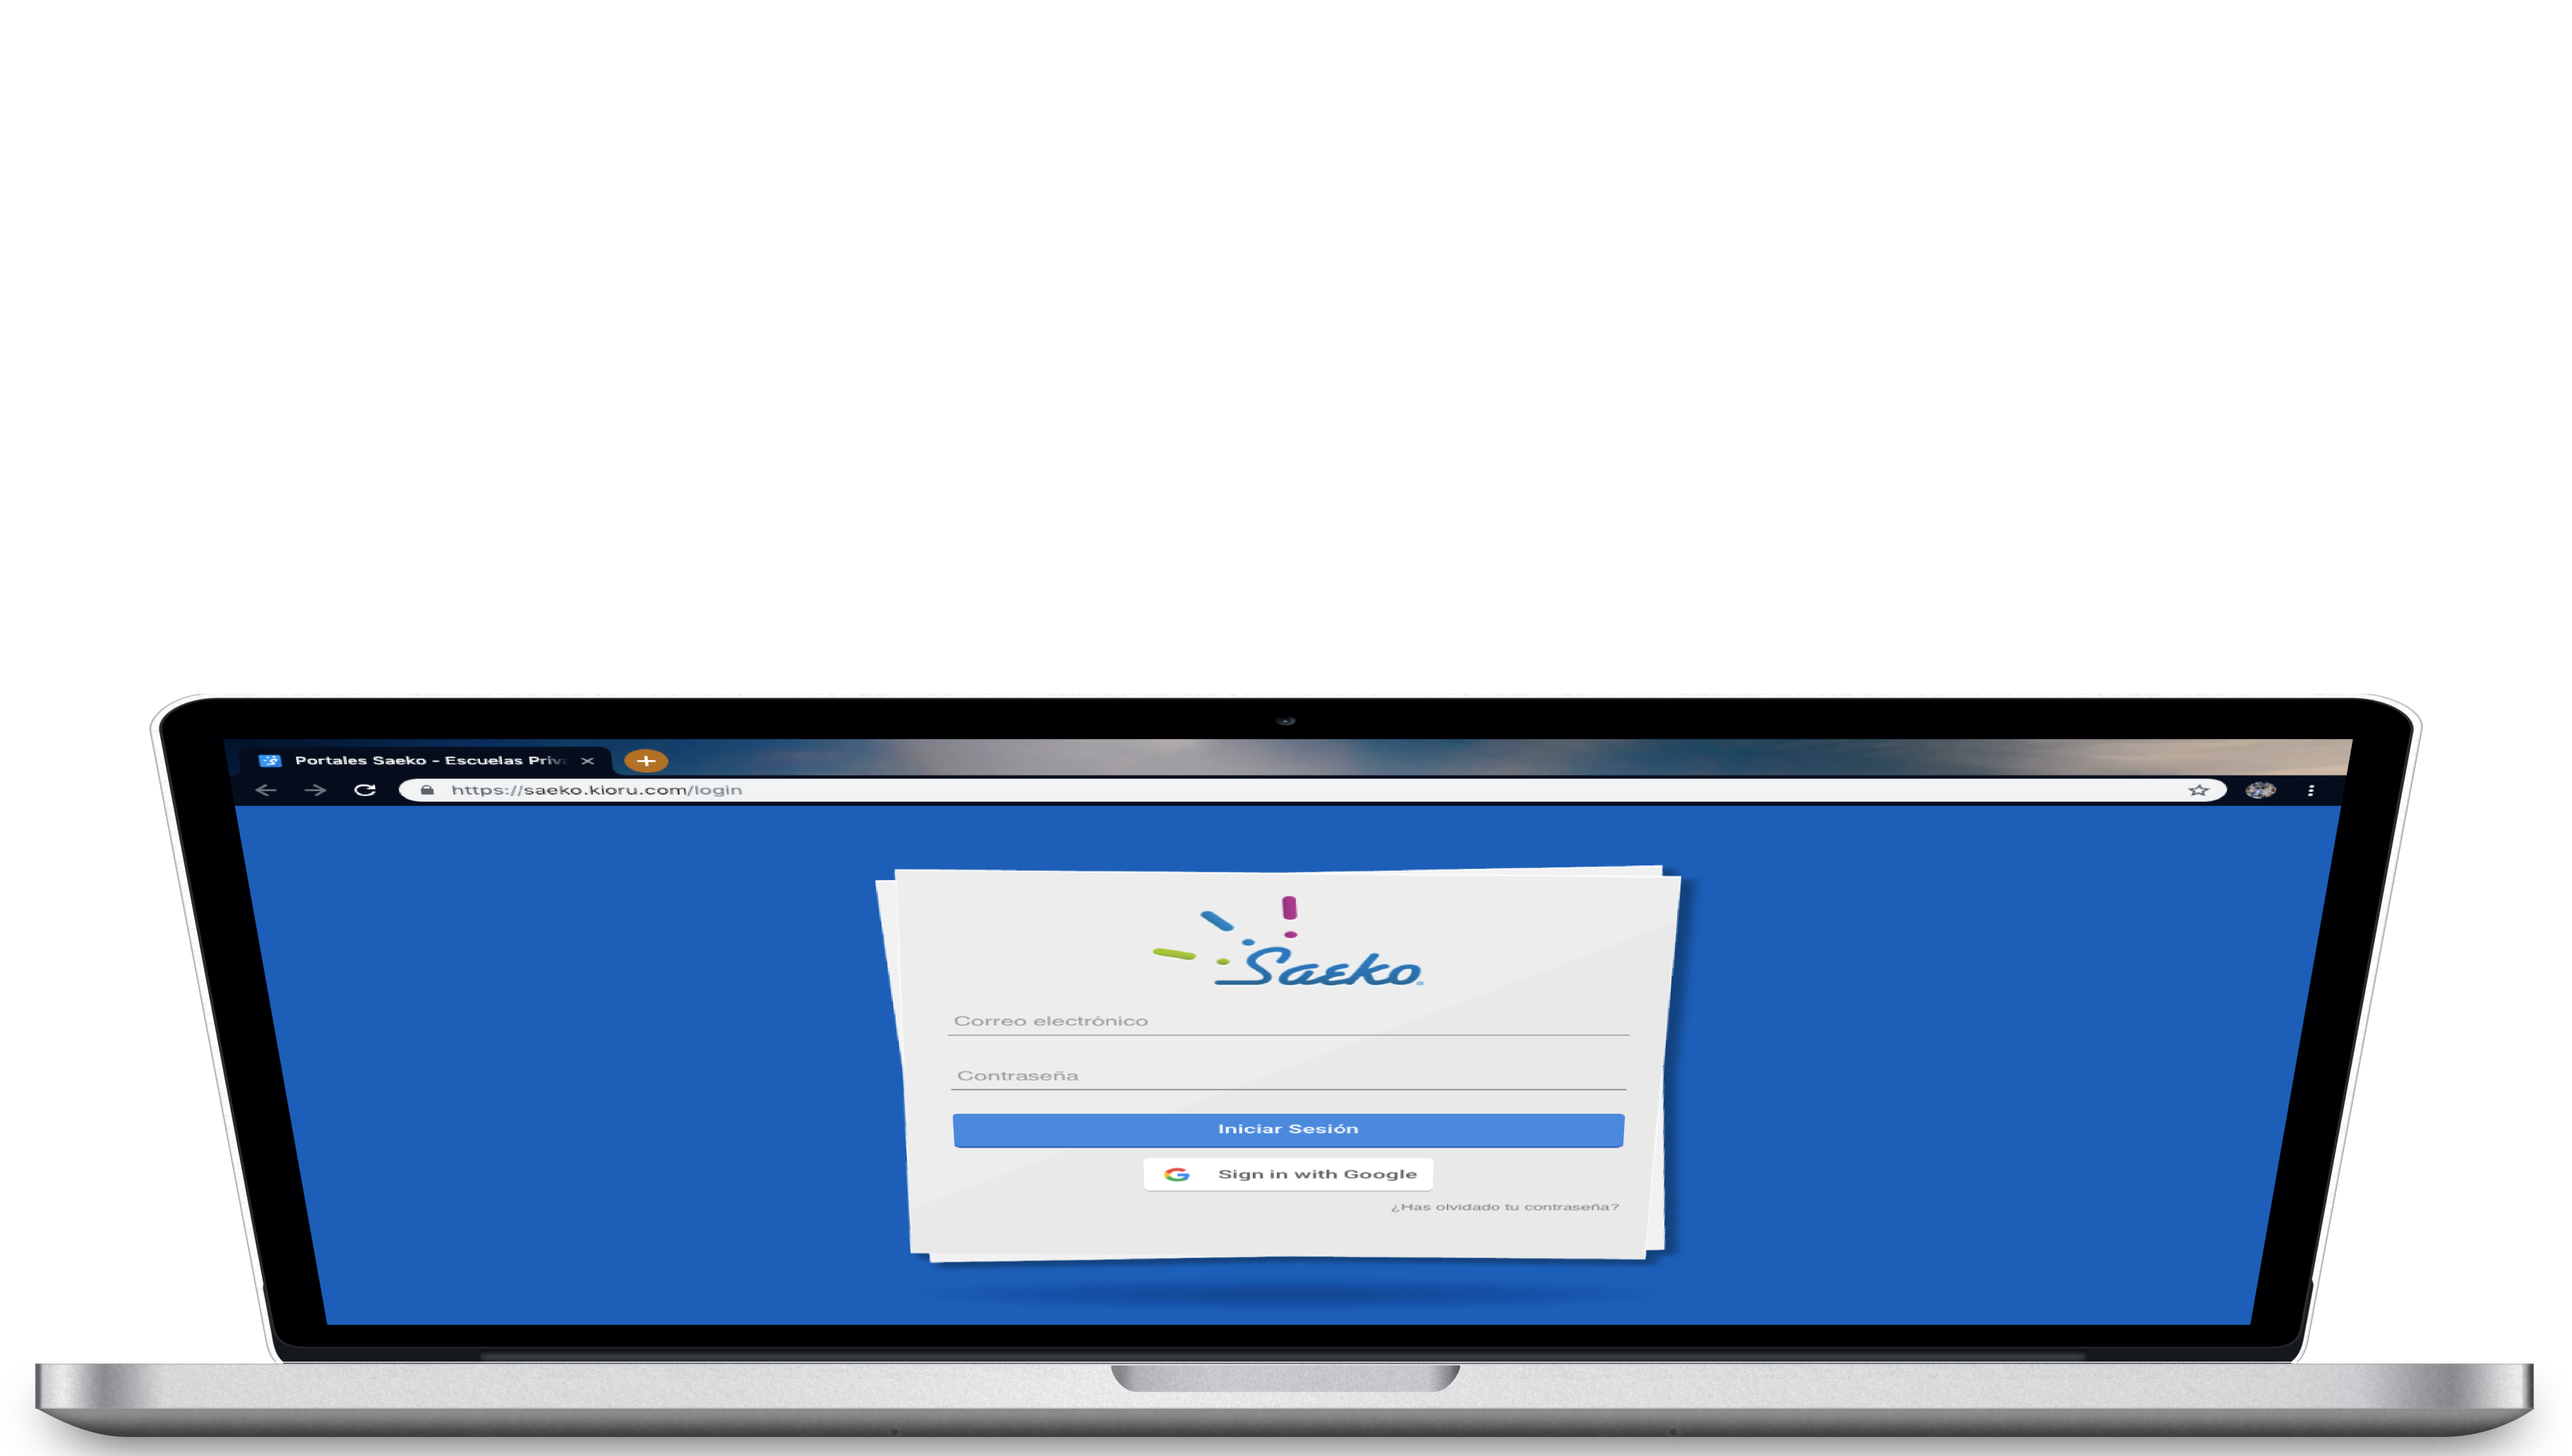 Portales Saeko - Escuelas Priv
https://saeko.kioru.com/login
Saeko
Correo electrónico
Contraseña
Iniciar Sesión
Sign in with Google
¿Has olvidado tu contraseña?